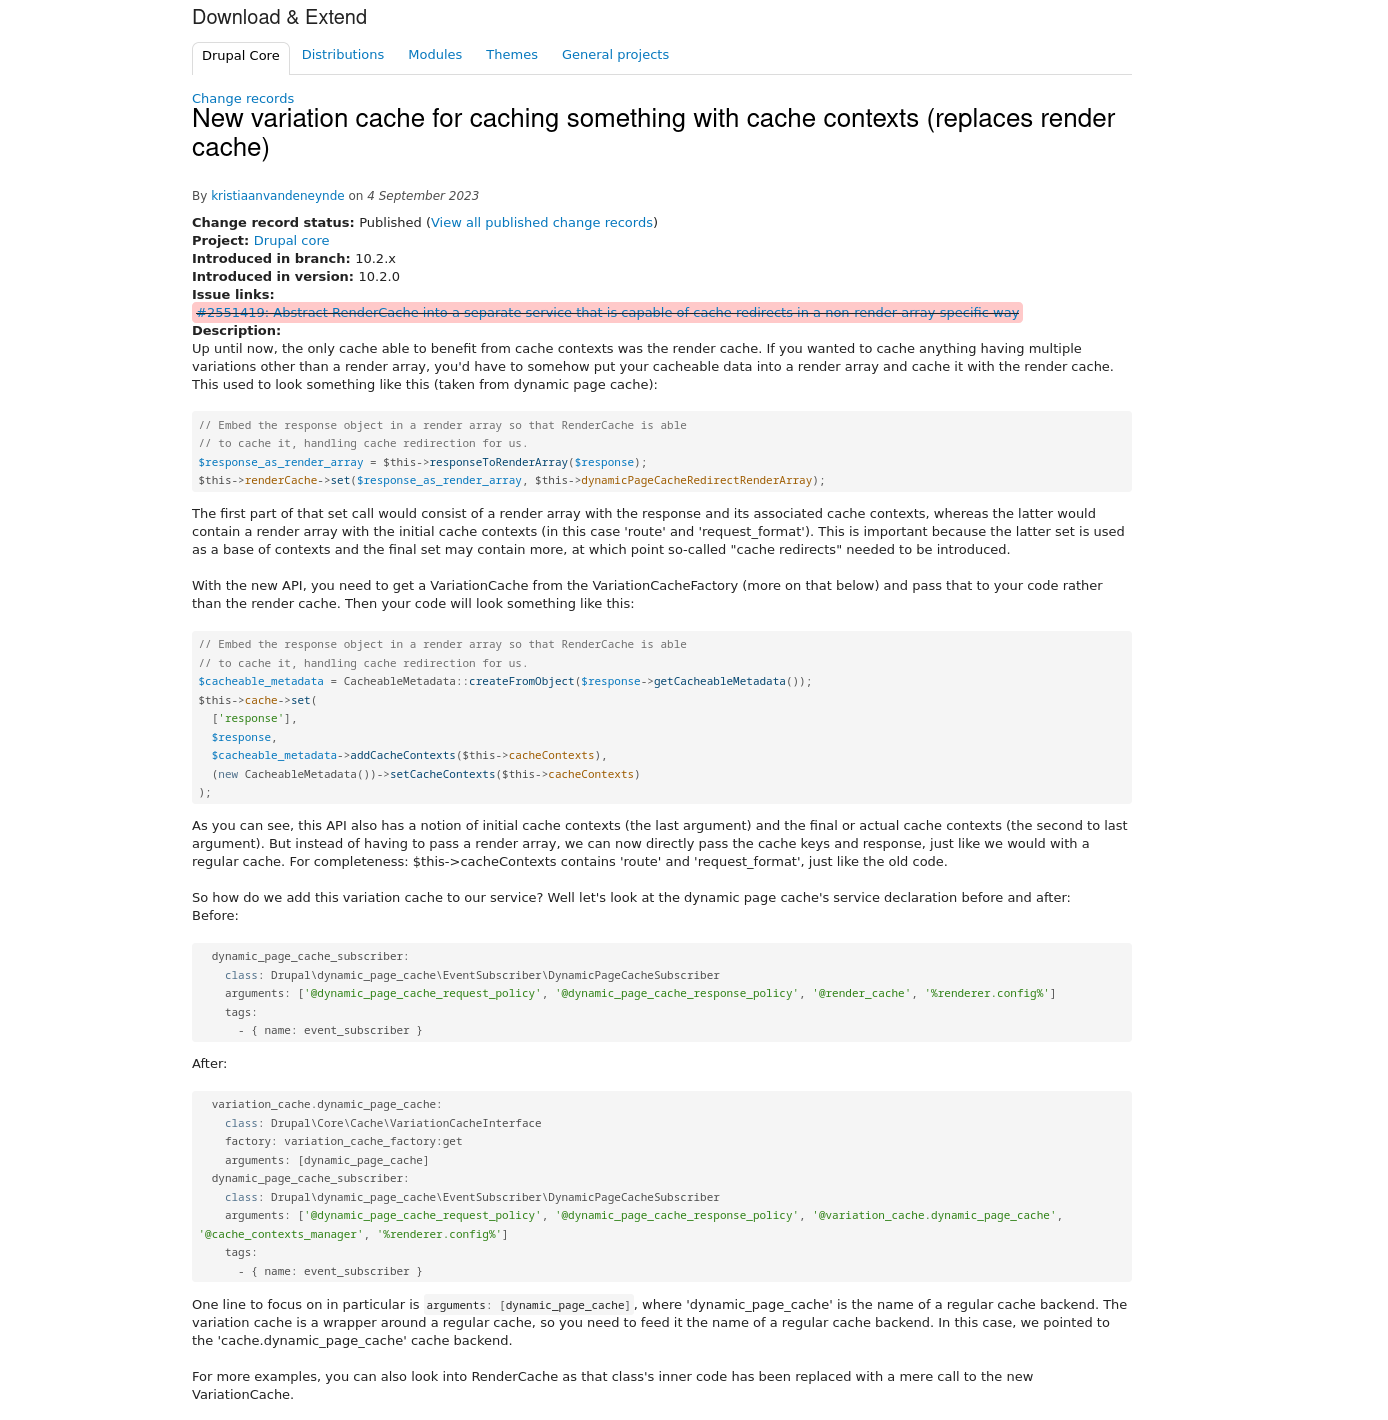 Download & Extend
Drupal Core
Distributions
Modules
Themes
General projects
Change records
New variation cache for caching something with cache contexts (replaces render
cache)
By kristiaanvandeneynde on 4 September 2023
Change record status: Published (View all published change records)
Project: Drupal core
Introduced in branch: 10.2.x
Introduced in version: 10.2.0
Issue links:
#2551419: Abstract RenderCache into a separate service that is capable of cache redirects in a non-render array specific way
Description:
Up until now, the only cache able to benefit from cache contexts was the render cache. If you wanted to cache anything having multiple
variations other than a render array, you'd have to somehow put your cacheable data into a render array and cache it with the render cache.
This used to look something like this (taken from dynamic page cache):
// Embed the response object in a render array so that RenderCache is able
// to cache it, handling cache redirection for us.
$response_as_render_array = $this->responseToRenderArray($response);
$this->renderCache->set($response_as_render_array, $this->dynamicPageCacheRedirectRenderArray);
The first part of that set call would consist of a render array with the response and its associated cache contexts, whereas the latter would
contain a render array with the initial cache contexts (in this case 'route' and 'request_format'). This is important because the latter set is used
as a base of contexts and the final set may contain more, at which point so-called "cache redirects" needed to be introduced.
With the new API, you need to get a VariationCache from the VariationCacheFactory (more on that below) and pass that to your code rather
than the render cache. Then your code will look something like this:
// Embed the response object in a render array so that RenderCache is able
// to cache it, handling cache redirection for us.
$cacheable_metadata = CacheableMetadata::createFromObject($response->getCacheableMetadata());
$this->cache->set(
  ['response'],
  $response,
  $cacheable_metadata->addCacheContexts($this->cacheContexts),
  (new CacheableMetadata())->setCacheContexts($this->cacheContexts)
);
As you can see, this API also has a notion of initial cache contexts (the last argument) and the final or actual cache contexts (the second to last
argument). But instead of having to pass a render array, we can now directly pass the cache keys and response, just like we would with a
regular cache. For completeness: $this->cacheContexts contains 'route' and 'request_format', just like the old code.
So how do we add this variation cache to our service? Well let's look at the dynamic page cache's service declaration before and after:
Before:
  dynamic_page_cache_subscriber:
    class: Drupal\dynamic_page_cache\EventSubscriber\DynamicPageCacheSubscriber
    arguments: ['@dynamic_page_cache_request_policy', '@dynamic_page_cache_response_policy', '@render_cache', '%renderer.config%']
    tags:
      - { name: event_subscriber }
After:
  variation_cache.dynamic_page_cache:
    class: Drupal\Core\Cache\VariationCacheInterface
    factory: variation_cache_factory:get
    arguments: [dynamic_page_cache]
  dynamic_page_cache_subscriber:
    class: Drupal\dynamic_page_cache\EventSubscriber\DynamicPageCacheSubscriber
    arguments: ['@dynamic_page_cache_request_policy', '@dynamic_page_cache_response_policy', '@variation_cache.dynamic_page_cache',
'@cache_contexts_manager', '%renderer.config%']
    tags:
      - { name: event_subscriber }
One line to focus on in particular is arguments: [dynamic_page_cache], where 'dynamic_page_cache' is the name of a regular cache backend. The
variation cache is a wrapper around a regular cache, so you need to feed it the name of a regular cache backend. In this case, we pointed to
the 'cache.dynamic_page_cache' cache backend.
For more examples, you can also look into RenderCache as that class's inner code has been replaced with a mere call to the new
VariationCache.